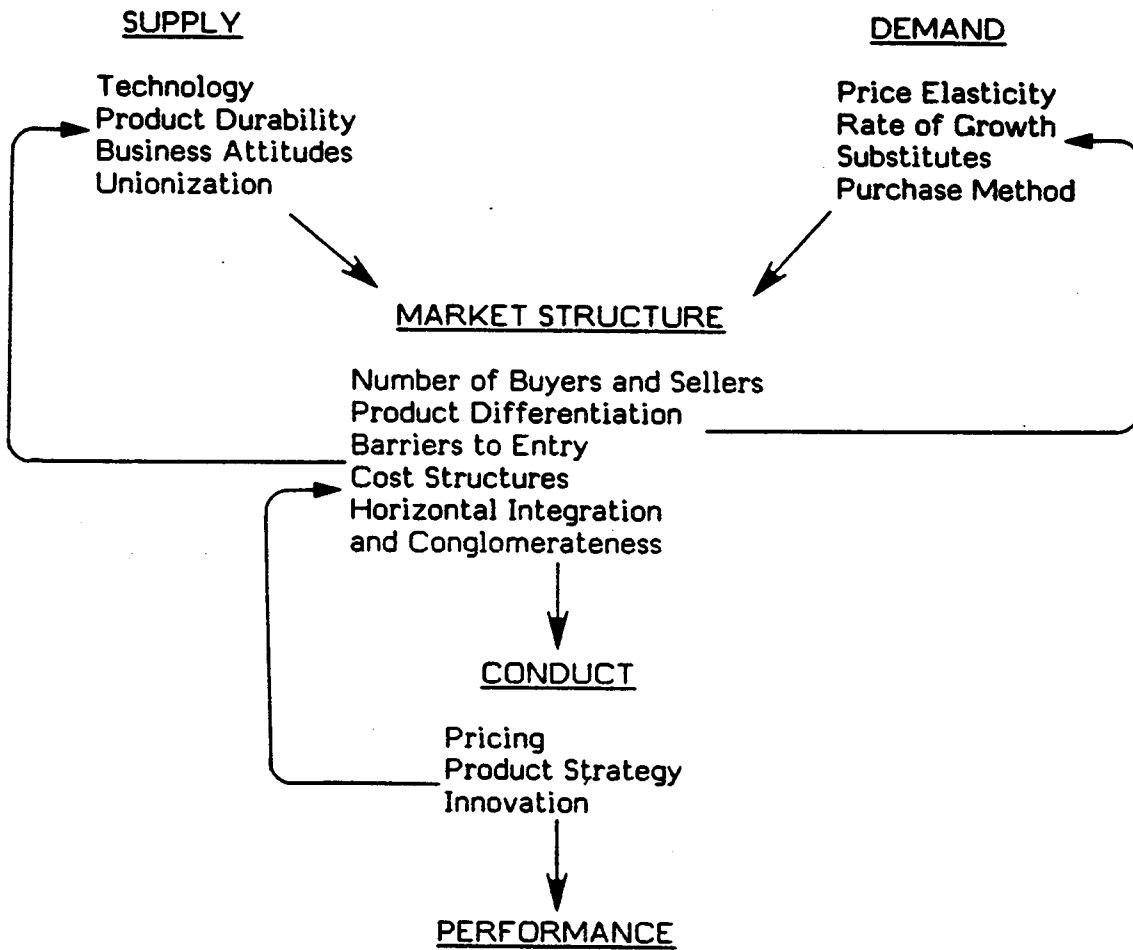 SUPPLY
Technology
Product Durability
Business Attitudes
Unionization
DEMAND
Price Elasticity
Rate of Growth
Substitutes
Purchase Method
MARKET STRUCTURE
Number of Buyers and Sellers
Product Differentiation
Barriers to Entry
Cost Structures
Horizontal Integration
and Conglomerateness
CONDUCT
Pricing
Product Strategy
Innovation
PERFORMANCE